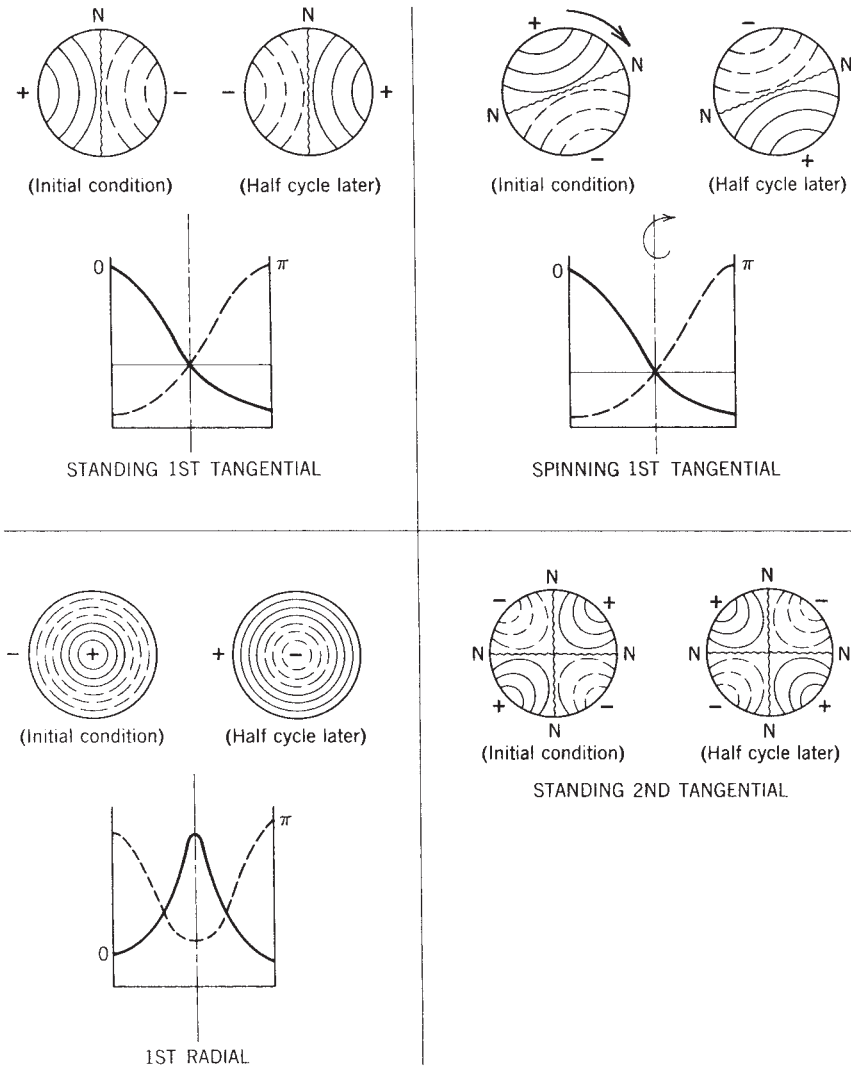 N
+ −
N
− +
(Initial condition) (Half cycle later)
0 π
STANDING 1ST TANGENTIAL
+
N
N
−
−
N
N
+
(Initial condition) (Half cycle later)
0 π
SPINNING 1ST TANGENTIAL
− +
+ −
(Initial condition) (Half cycle later)
π
0
1ST RADIAL
N
− +
N N
+ −
N
N
+ −
N
− +
N
(Initial condition) (Half cycle later)
STANDING 2ND TANGENTIAL